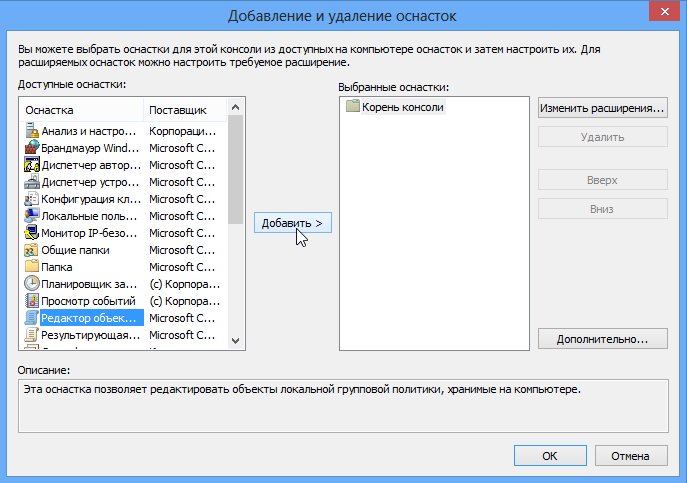 Добавление и удаление оснасток
Вы можете выбрать оснастки для этой консоли из доступных на компьютере оснасток и затем настроить их. Для
расширяемых оснасток можно настроить требуемое расширение.
Доступные оснастки:
Оснастка Поставщик
Анализ и настро... Корпораци...
Брандмауэр Wind... Microsoft C...
Диспетчер автор... Microsoft C...
Диспетчер устро... Microsoft C...
Конфигурация кл... Microsoft C...
Локальные поль... Microsoft C...
Монитор IP-безо... Microsoft C...
Общие папки Microsoft C...
Папка Microsoft C...
Планировщик за... (c) Корпора...
Просмотр событий (c) Корпора...
Редактор объек... Microsoft C...
Результирующая... Microsoft C...
Добавить >
Выбранные оснастки:
Корень консоли
Изменить расширения...
Удалить
Вверх
Вниз
Дополнительно...
Описание:
Эта оснастка позволяет редактировать объекты локальной групповой политики, хранимые на компьютере.
ОК
Отмена